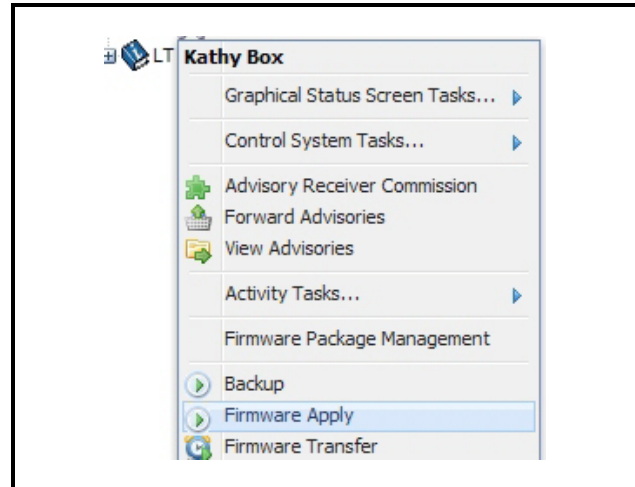 LT
Kathy Box
Graphical Status Screen Tasks...
Control System Tasks...
Advisory Receiver Commission
Forward Advisories
View Advisories
Activity Tasks...
Firmware Package Management
Backup
Firmware Apply
Firmware Transfer